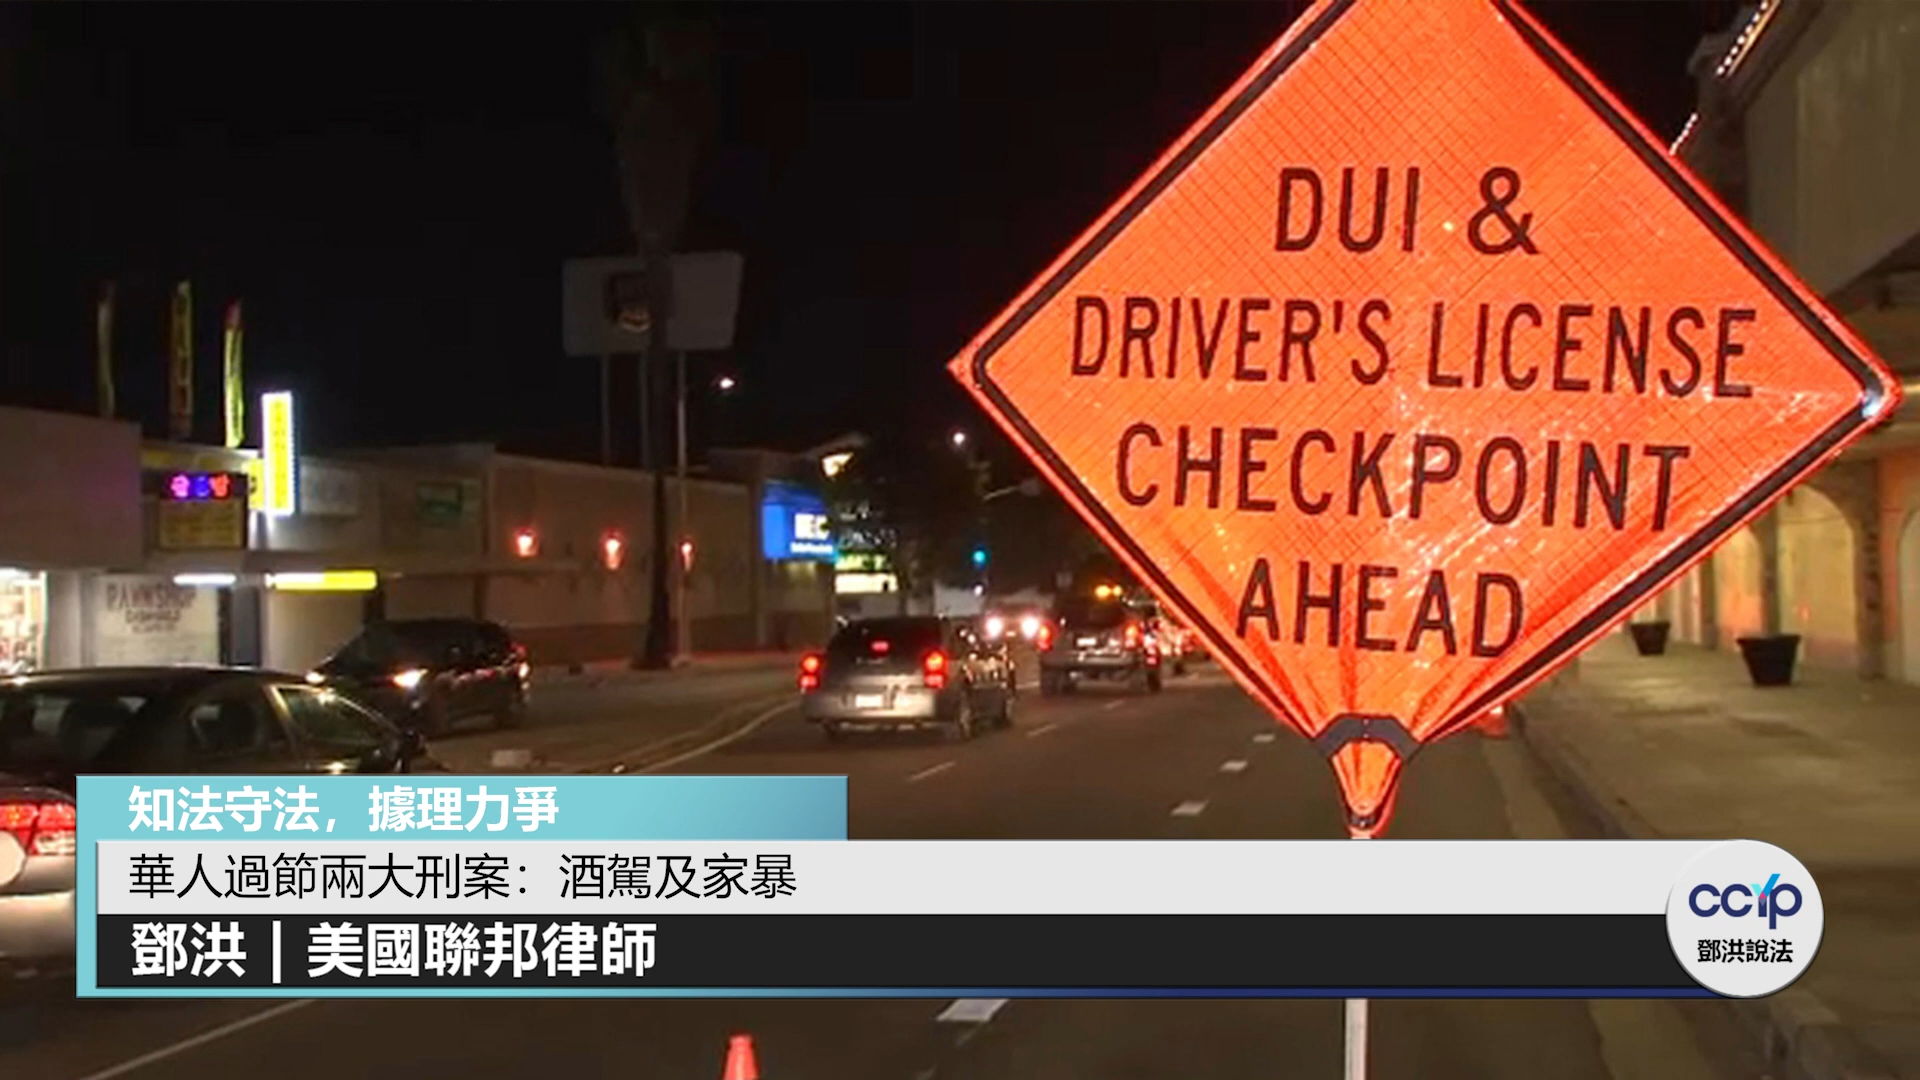 DUI &
DRIVER'S LICENSE
CHECKPOINT
AHEAD
PAWNSHOP
知法守法，據理力爭
華人過節兩大刑案：酒駕及家暴
鄧洪｜美國聯邦律師
ccyp
鄧洪說法